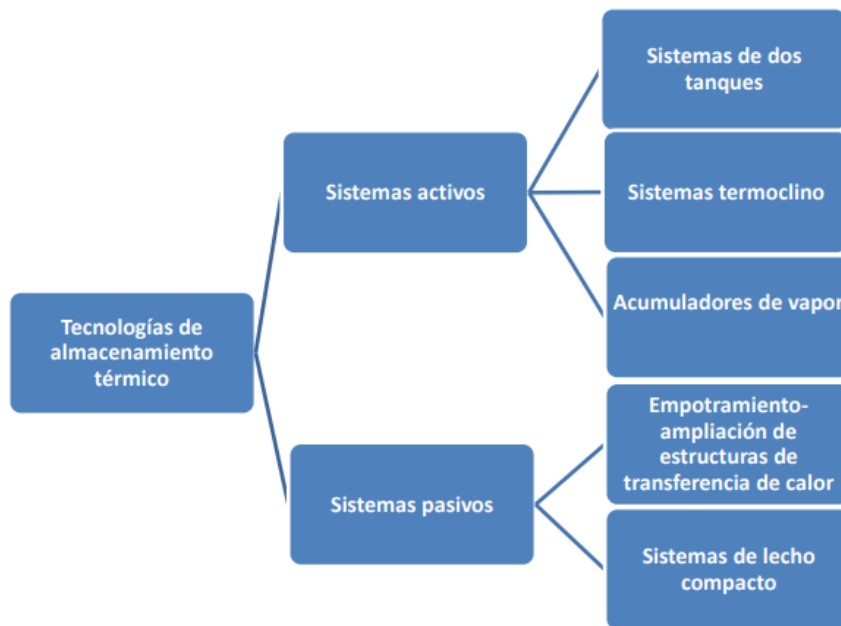 Tecnologías de
almacenamiento
térmico
Sistemas activos
Sistemas de dos
tanques
Sistemas termoclino
Acumuladores de vapor
Sistemas pasivos
Empotramiento-
ampliación de
estructuras de
transferencia de calor
Sistemas de lecho
compacto